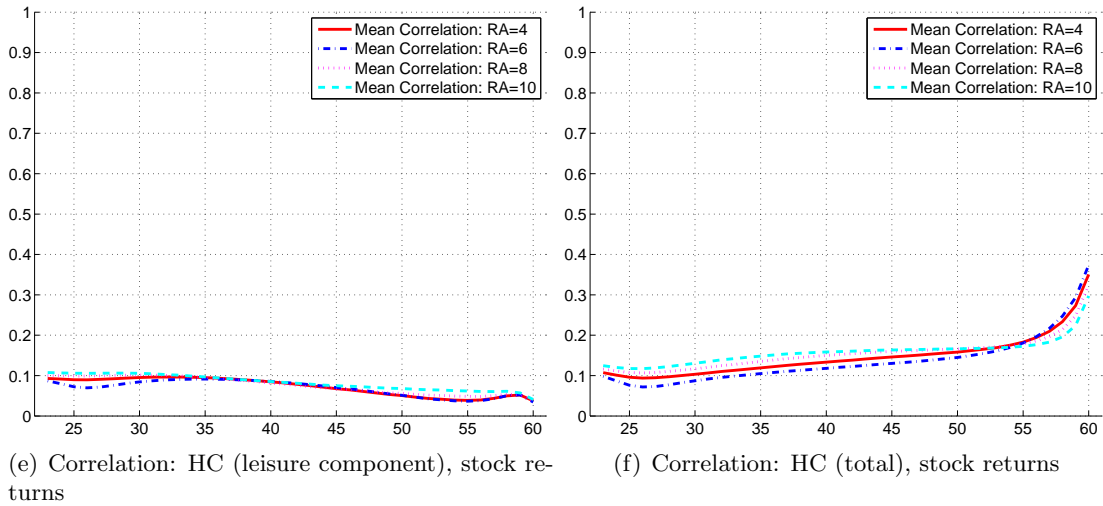 1
0.9
0.8
0.7
0.6
0.5
0.4
0.3
0.2
0.1
0
25 30 35 40 45 50 55 60
Mean Correlation: RA=4
Mean Correlation: RA=6
Mean Correlation: RA=8
Mean Correlation: RA=10
(e) Correlation: HC (leisure component), stock re-
turns
1
0.9
0.8
0.7
0.6
0.5
0.4
0.3
0.2
0.1
0
25 30 35 40 45 50 55 60
Mean Correlation: RA=4
Mean Correlation: RA=6
Mean Correlation: RA=8
Mean Correlation: RA=10
(f) Correlation: HC (total), stock returns